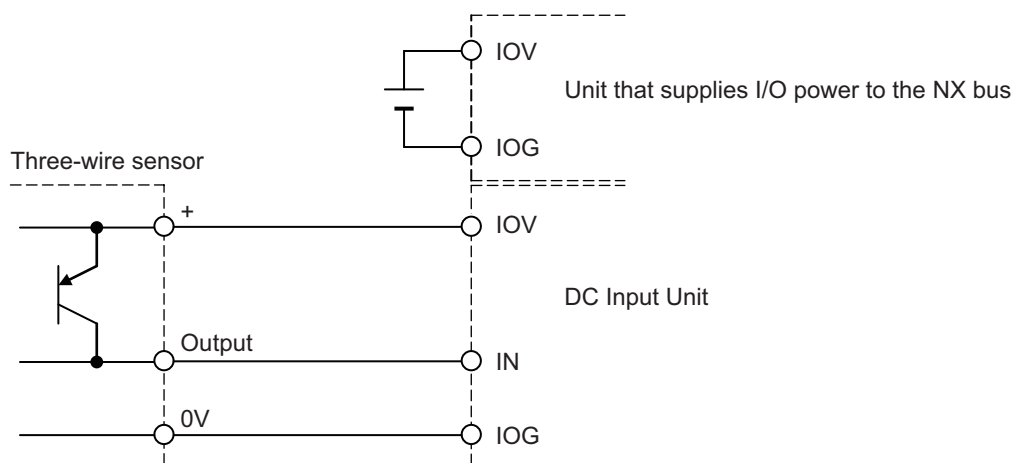 IOV
Unit that supplies I/O power to the NX bus
IOG
Three-wire sensor
+
IOV
DC Input Unit
Output
IN
0V
IOG